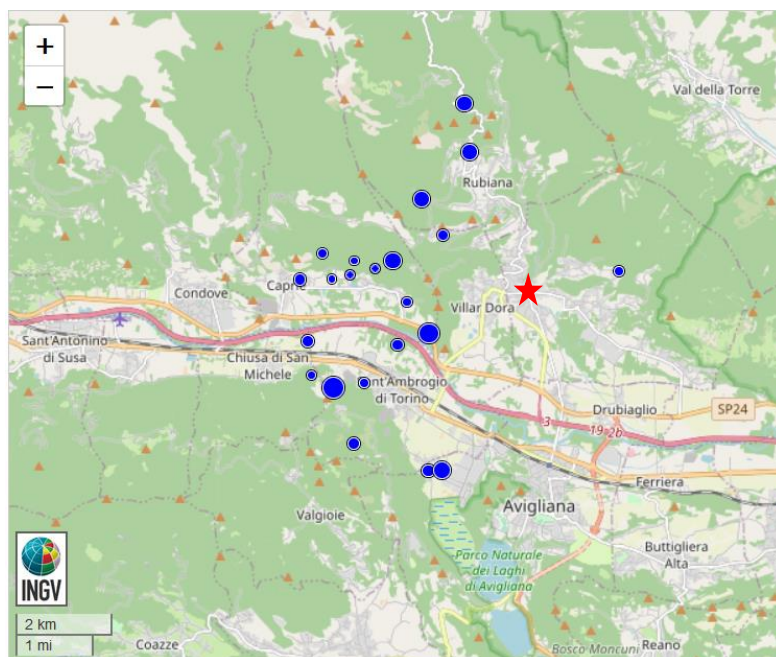 +
−
Val della Torre
Rubiana
Caprie
Condove
Villar Dora
Sant'Antonino
di Susa
Chiusa di San
Michele
Sant'Ambrogio
di Torino
Drubiaglio
SP24
3
19-2b
Ferriera
Avigliana
Valgioie
Buttigliera
Alta
Parco Naturale
dei Laghi
di Avigliana
INGV
2 km
1 mi
Coazze
Reano
Bosco Moncuni